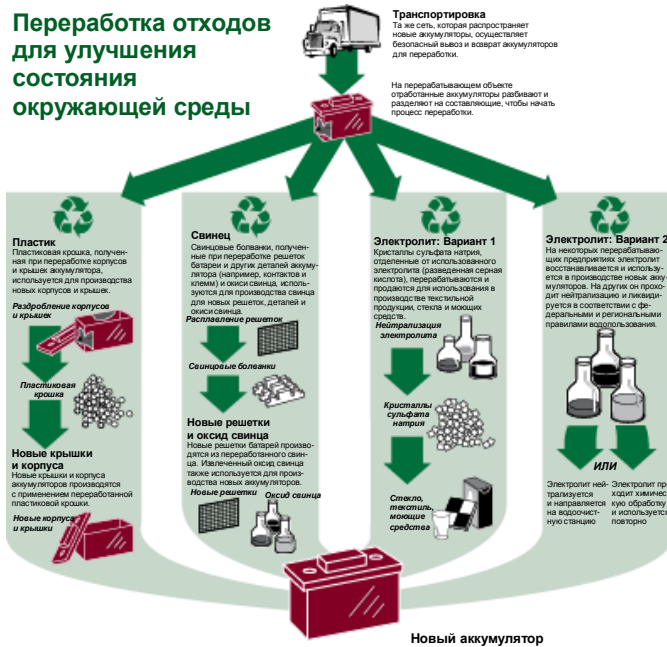 Переработка отходов
для улучшения
состояния
окружающей среды
Транспортировка
Та же сеть, которая распространяет
новые аккумуляторы, осуществляет
безопасный вывоз и возврат аккумуляторов
для переработки.
На перерабатывающем объекте
отработанные аккумуляторы разбивают и
разделяют на составляющие, чтобы начать
процесс переработки.
Пластик
Пластиковая крошка, получен-
ная при переработке корпусов
и крышек аккумулятора,
используется для производства
новых корпусов и крышек.
Раздробление корпусов
и крышек
Пластиковая
крошка
Новые крышки
и корпуса
Новые крышки и корпуса
аккумуляторов производятся
с применением переработанной
пластиковой крошки.
Новые корпуса
и крышки
Свинец
Свинцовые болванки, получен-
ные при переработке решеток
батареи и других деталей аккуму-
лятора (например, контактов и
клемм) и окиси свинца, исполь-
зуются для производства свинца
для новых решеток, деталей и
окиси свинца.
Расплавление решеток
Свинцовые болванки
Новые решетки
и оксид свинца
Новые решетки батарей произво-
дятся из переработанного свин-
ца. Извлеченный оксид свинца
также используется для произ-
водства новых аккумуляторов.
Новые решетки
Оксид свинца
Электролит: Вариант 1
Кристаллы сульфата натрия,
отделенные от использованного
электролита (разведенная серная
кислота), перерабатываются и
продаются для использования в
производстве текстильной
продукции, стекла и моющих
средств.
Нейтрализация
электролита
Кристаллы
сульфата
натрия
Стекло,
текстиль,
моющие
средства
Электролит: Вариант 2
На некоторых перерабатываю-
щих предприятиях электролит
восстанавливается и использу-
ется в производстве новых акку-
муляторов. На других он прохо-
дит нейтрализацию и ликвиди-
руется в соответствии с фе-
деральными и региональными
правилами водопользования.
ИЛИ
Электролит ней-
трализуется
и направляется
на водоочист-
ную станцию
Электролит про
ходит химичес
кую обработку
и используется
повторно
Новый аккумулятор